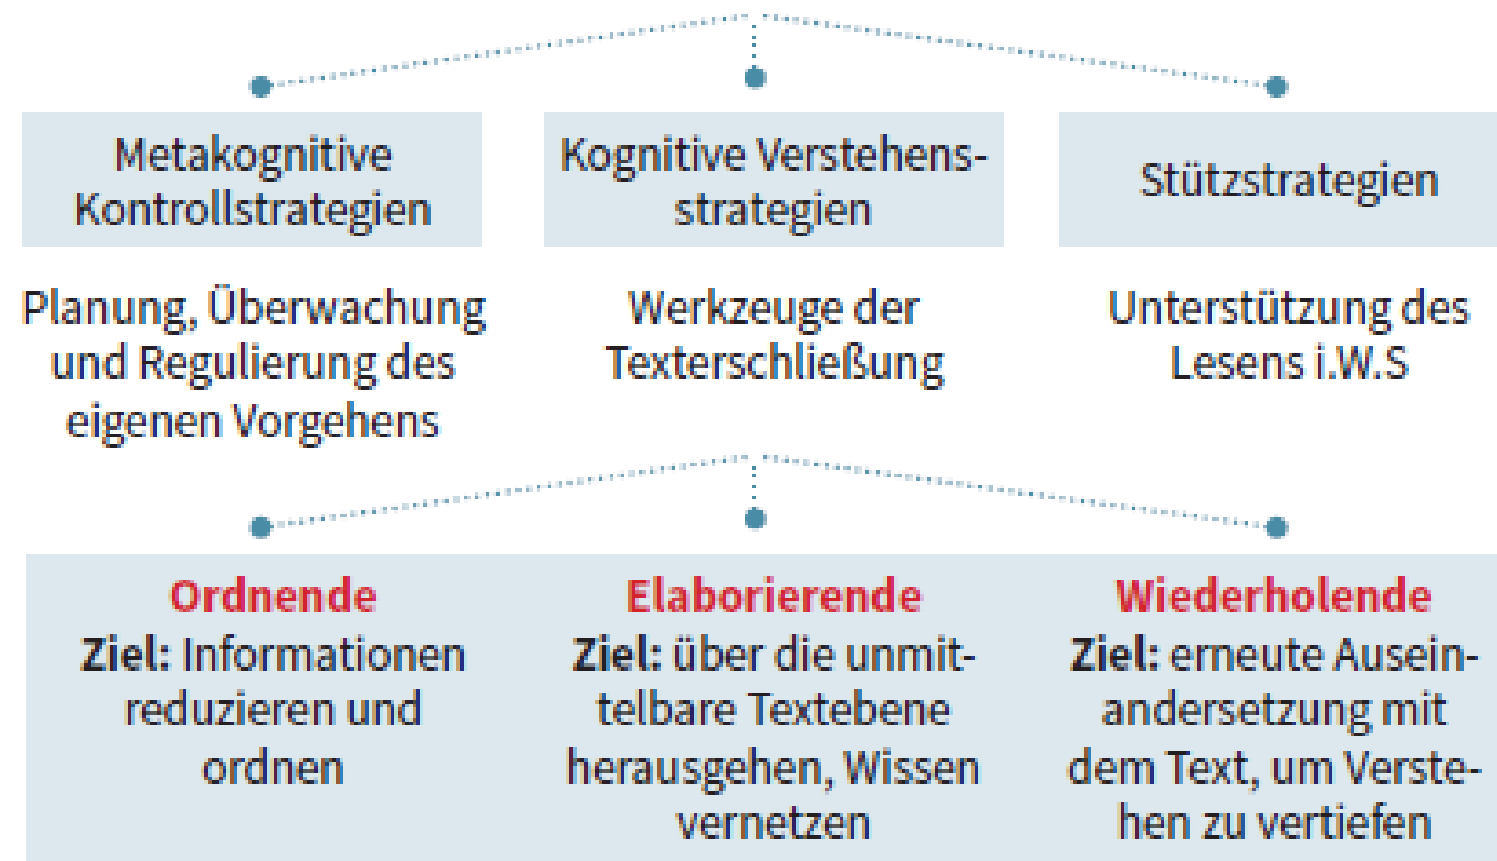 Metakognitive
Kontrollstrategien
Kognitive Verstehens-
strategien
Stützstrategien
Planung, Überwachung
und Regulierung des
eigenen Vorgehens
Werkzeuge der
Texterschließung
Unterstützung des
Lesens i.W.S
Ordnende
Ziel: Informationen
reduzieren und
ordnen
Elaborierende
Ziel: über die unmit-
telbare Textebene
herausgehen, Wissen
vernetzen
Wiederholende
Ziel: erneute Ausein-
andersetzung mit
dem Text, um Verste-
hen zu vertiefen